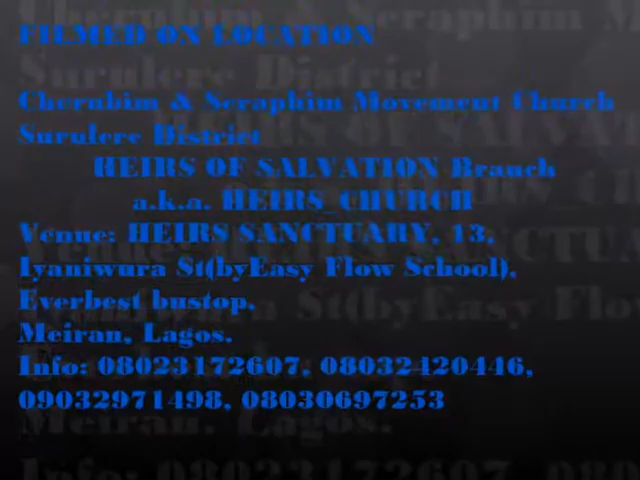 FILMED ON LOCATION
Cherubim & Seraphim Movement Church
Surulere District
HEIRS OF SALVATION Branch
a.k.a. HEIRS_CHURCH
Venue: HEIRS SANCTUARY, 13,
Iyaniwura St(byEasy Flow School),
Everbest bustop,
Meiran, Lagos.
Info: 08023172607, 08032420446,
09032971498, 08030697253